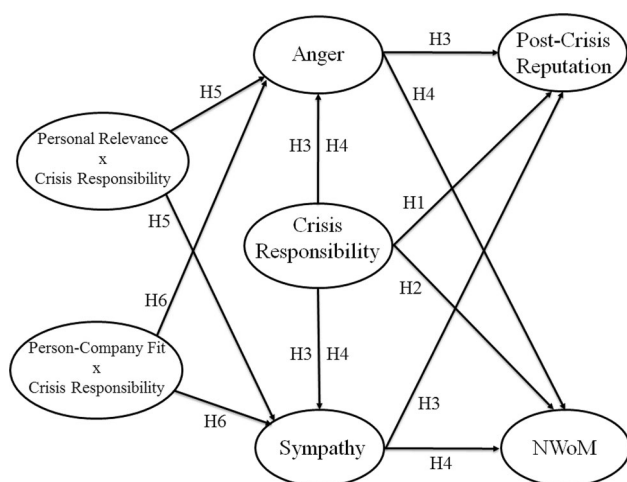 Anger
H3
Post-Crisis
Reputation
H5
H4
Personal Relevance
x
Crisis Responsibility
H3
H4
H5
Crisis
Responsibility
H1
H2
H6
Person-Company Fit
x
Crisis Responsibility
H3
H4
H6
H3
Sympathy
H4
NWoM